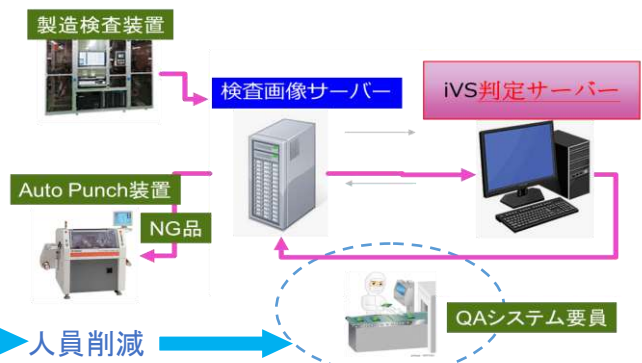 製造検査装置
検査画像サーバー
iVS判定サーバー
Auto Punch装置
NG品
QAシステム要員
人員削減